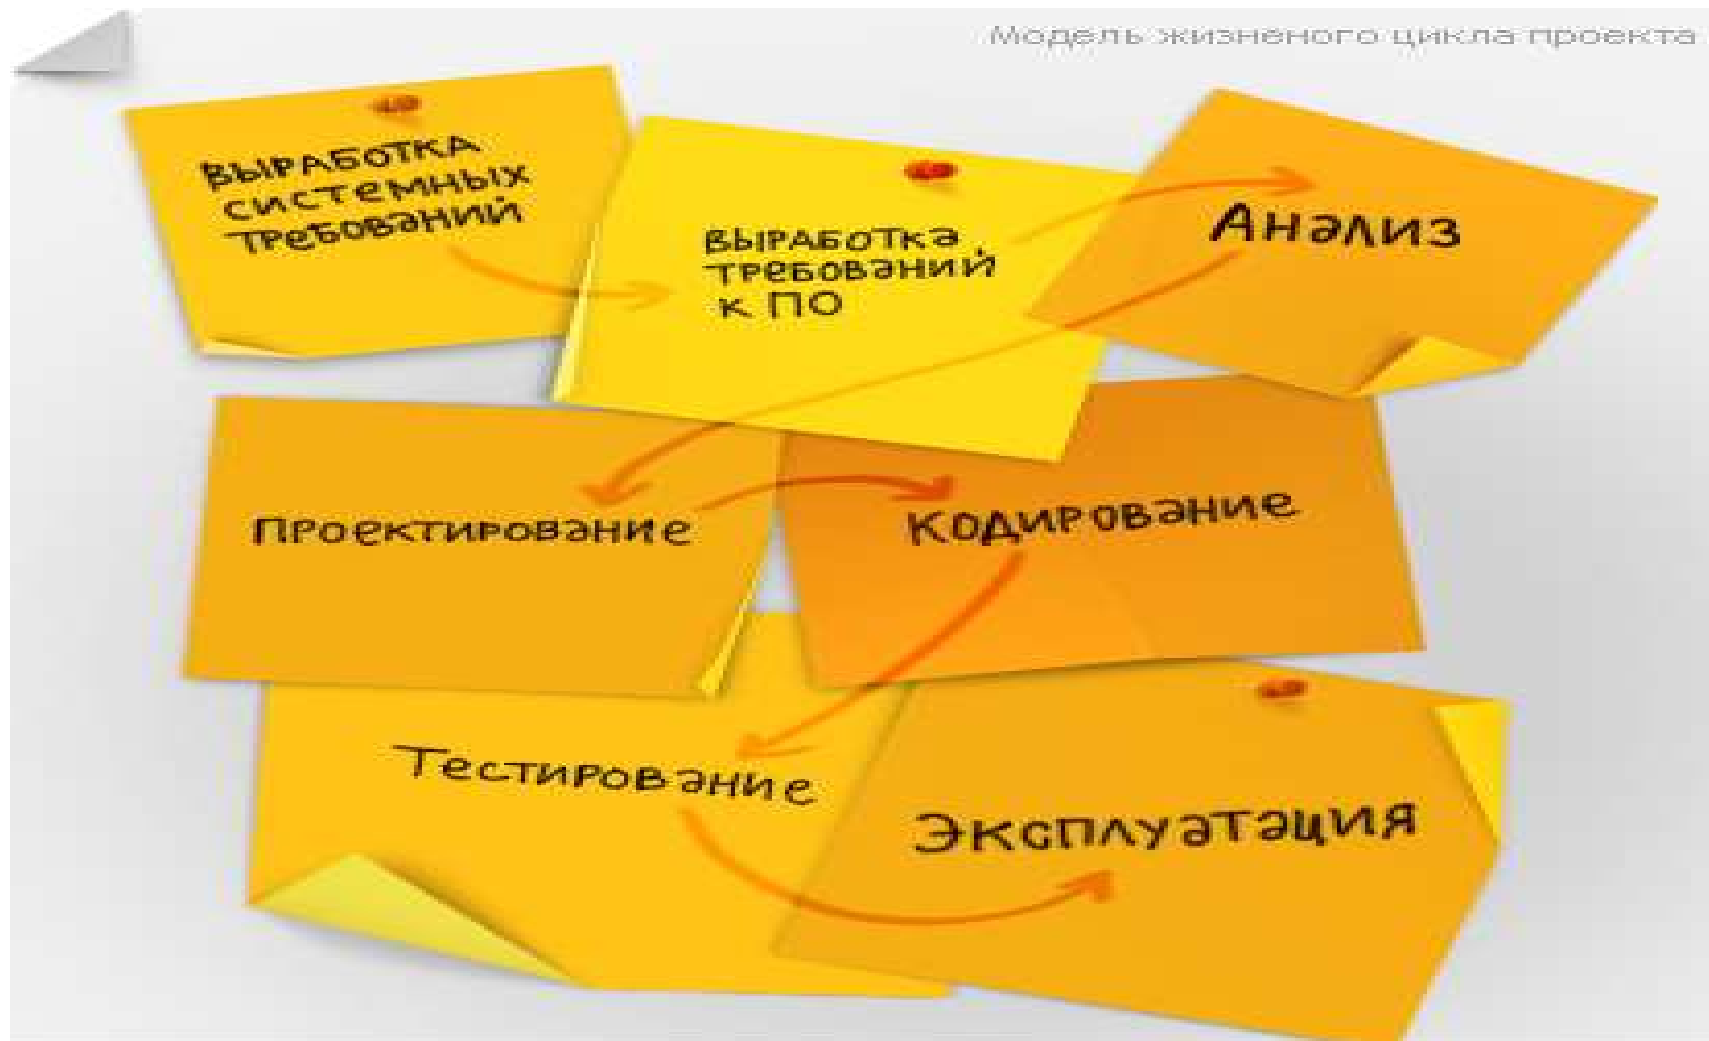 Модель жизненого цикла проекта
Выработка
системных
требований
Выработка
требований
к ПО
Анализ
Проектирование
Кодирование
Тестирование
Эксплуатация